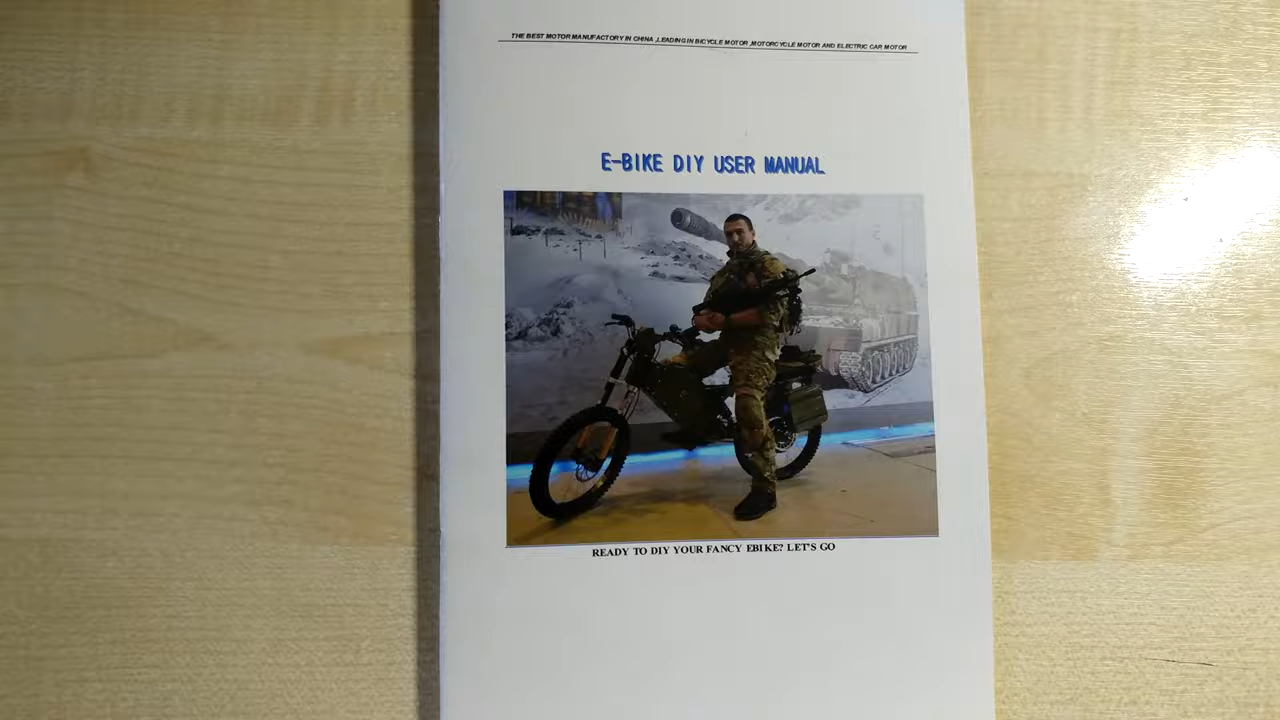 THE BEST MOTOR MANUFACTORY IN CHINA ,LEADING IN BICYCLE MOTOR ,MOTORCYCLE MOTOR AND ELECTRIC CAR MOTOR
E-BIKE DIY USER MANUAL
READY TO DIY YOUR FANCY EBIKE? LET'S GO